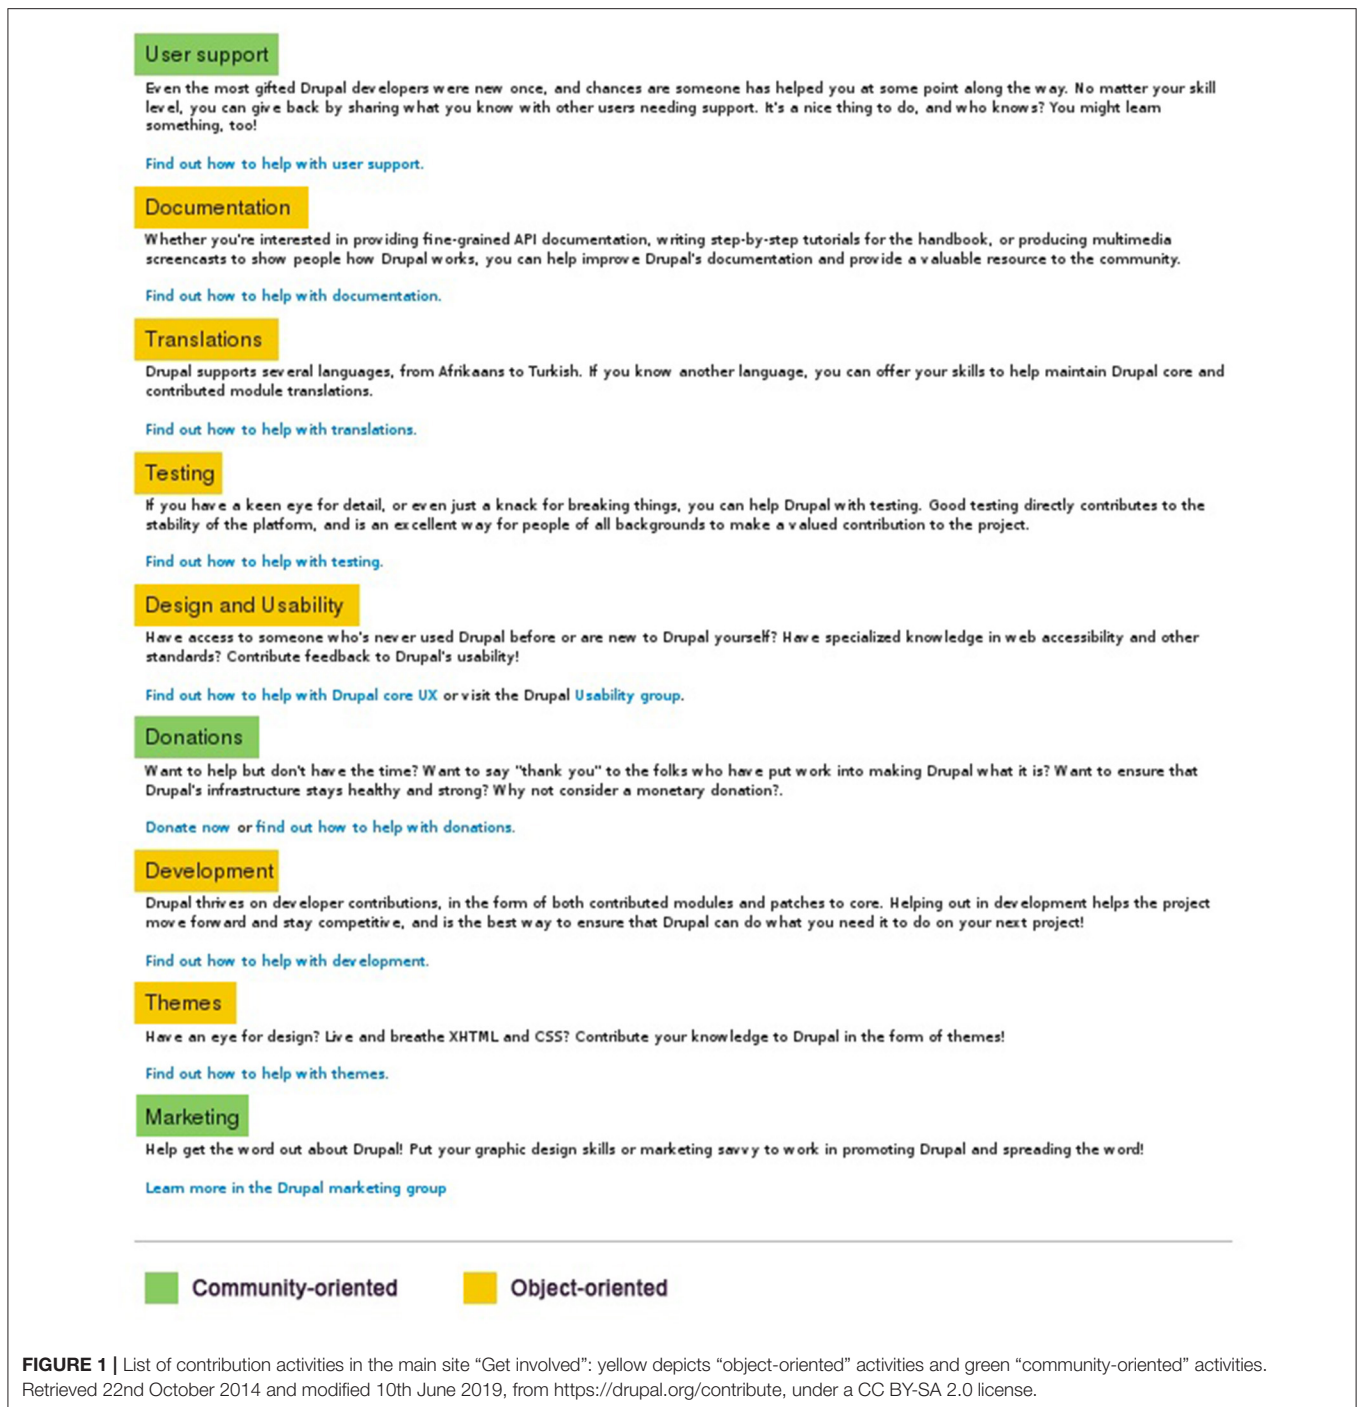 User support
Even the most gifted Drupal developers were new once, and chances are someone has helped you at some point along the way. No matter your skill
level, you can give back by sharing what you know with other users needing support. It's a nice thing to do, and who knows? You might learn
something, too!
Find out how to help with user support.
Documentation
Whether you're interested in providing fine-grained API documentation, writing step-by-step tutorials for the handbook, or producing multimedia
screencasts to show people how Drupal works, you can help improve Drupal's documentation and provide a valuable resource to the community.
Find out how to help with documentation.
Translations
Drupal supports several languages, from Afrikaans to Turkish. If you know another language, you can offer your skills to help maintain Drupal core and
contributed module translations.
Find out how to help with translations.
Testing
If you have a keen eye for detail, or even just a knack for breaking things, you can help Drupal with testing. Good testing directly contributes to the
stability of the platform, and is an excellent way for people of all backgrounds to make a valued contribution to the project.
Find out how to help with testing.
Design and Usability
Have access to someone who's never used Drupal before or are new to Drupal yourself? Have specialized knowledge in web accessibility and other
standards? Contribute feedback to Drupal's usability!
Find out how to help with Drupal core UX or visit the Drupal Usability group.
Donations
Want to help but don't have the time? Want to say "thank you" to the folks who have put work into making Drupal what it is? Want to ensure that
Drupal's infrastructure stays healthy and strong? Why not consider a monetary donation?.
Donate now or find out how to help with donations.
Development
Drupal thrives on developer contributions, in the form of both contributed modules and patches to core. Helping out in development helps the project
move forward and stay competitive, and is the best way to ensure that Drupal can do what you need it to do on your next project!
Find out how to help with development.
Themes
Have an eye for design? Live and breathe XHTML and CSS? Contribute your knowledge to Drupal in the form of themes!
Find out how to help with themes.
Marketing
Help get the word out about Drupal! Put your graphic design skills or marketing savvy to work in promoting Drupal and spreading the word!
Learn more in the Drupal marketing group
Community-oriented Object-oriented
FIGURE 1 | List of contribution activities in the main site “Get involved”: yellow depicts “object-oriented” activities and green “community-oriented” activities.
Retrieved 22nd October 2014 and modified 10th June 2019, from https://drupal.org/contribute, under a CC BY-SA 2.0 license.